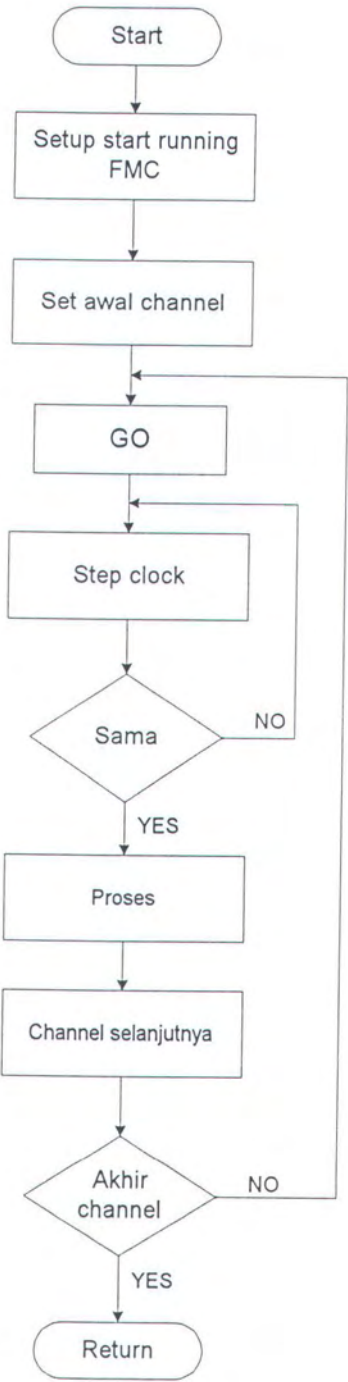 Start
Setup start running
FMC
Set awal channel
GO
Step clock
Sama
NO
YES
Proses
Channel selanjutnya
Akhir
channel
NO
YES
Return